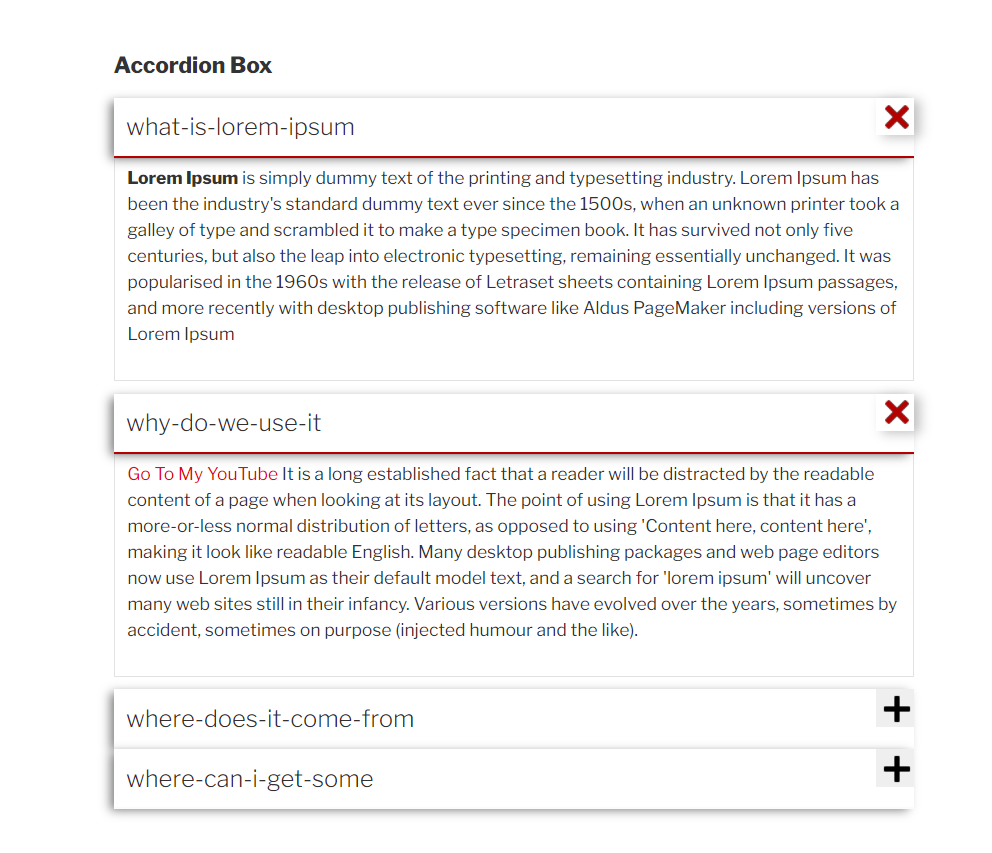 Accordion Box
what-is-lorem-ipsum
Lorem Ipsum is simply dummy text of the printing and typesetting industry. Lorem Ipsum has
been the industry's standard dummy text ever since the 1500s, when an unknown printer took a
galley of type and scrambled it to make a type specimen book. It has survived not only five
centuries, but also the leap into electronic typesetting, remaining essentially unchanged. It was
popularised in the 1960s with the release of Letraset sheets containing Lorem Ipsum passages,
and more recently with desktop publishing software like Aldus PageMaker including versions of
Lorem Ipsum
why-do-we-use-it
Go To My YouTube It is a long established fact that a reader will be distracted by the readable
content of a page when looking at its layout. The point of using Lorem Ipsum is that it has a
more-or-less normal distribution of letters, as opposed to using 'Content here, content here',
making it look like readable English. Many desktop publishing packages and web page editors
now use Lorem Ipsum as their default model text, and a search for 'lorem ipsum' will uncover
many web sites still in their infancy. Various versions have evolved over the years, sometimes by
accident, sometimes on purpose (injected humour and the like).
where-does-it-come-from
where-can-i-get-some